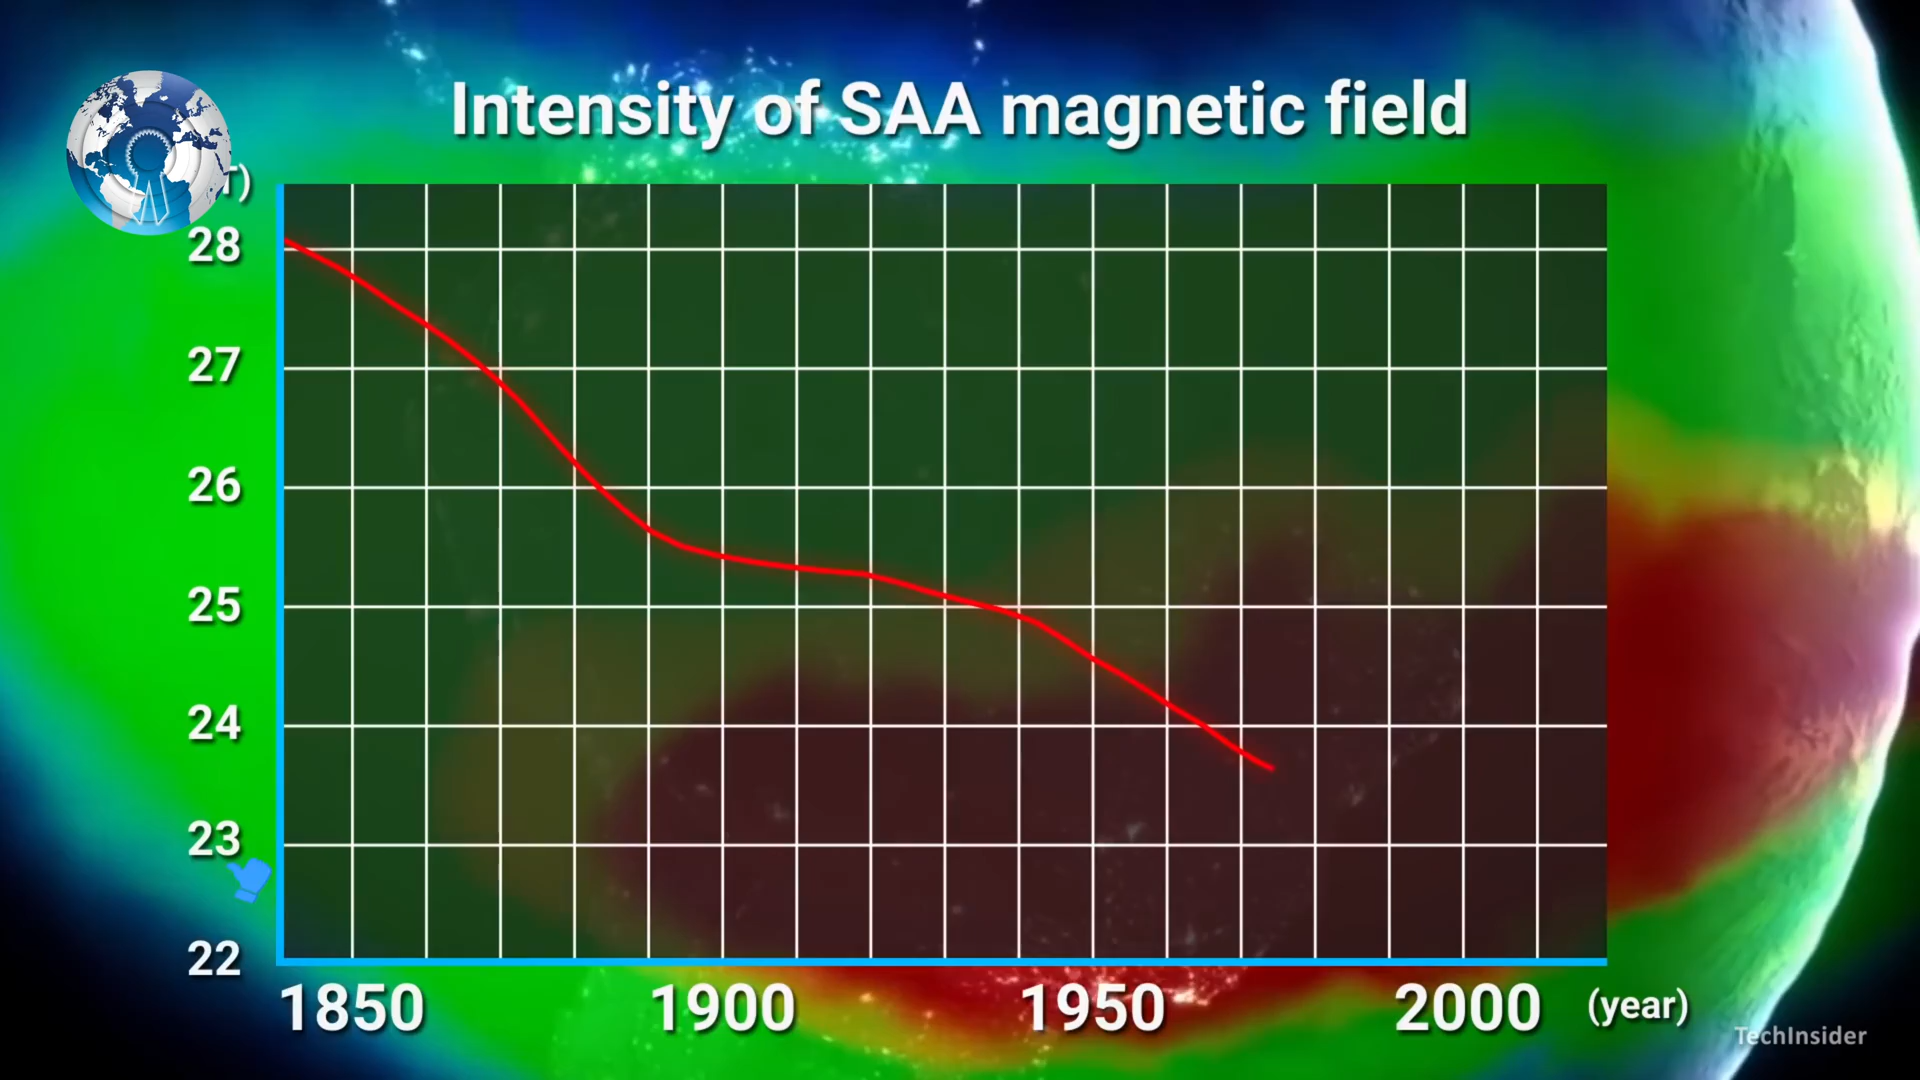 Intensity of SAA magnetic field
T)
28
27
26
25
24
23
22
1850 1900 1950 2000 (year)
TechInsider